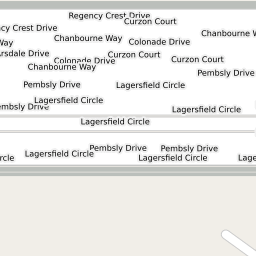 Regency Crest Drive
Curzon Court
cy Crest Drive
Chanbourne W
Chanbourne Way
Colonade Drive
Way
rsdale Drive
Curzon Court
Colonade Drive
Curzon Court
Chanbourne Way
Pembsly Drive
Pembsly Drive
Lagersfield Circle
Lagersfield Circle
embsly Drive
Lagersfield Circle
Lagersfield Circle
Pembsly Drive
Pembsly Drive
Lagersfield Circle
rcle
Lagersfield Circle
Lage